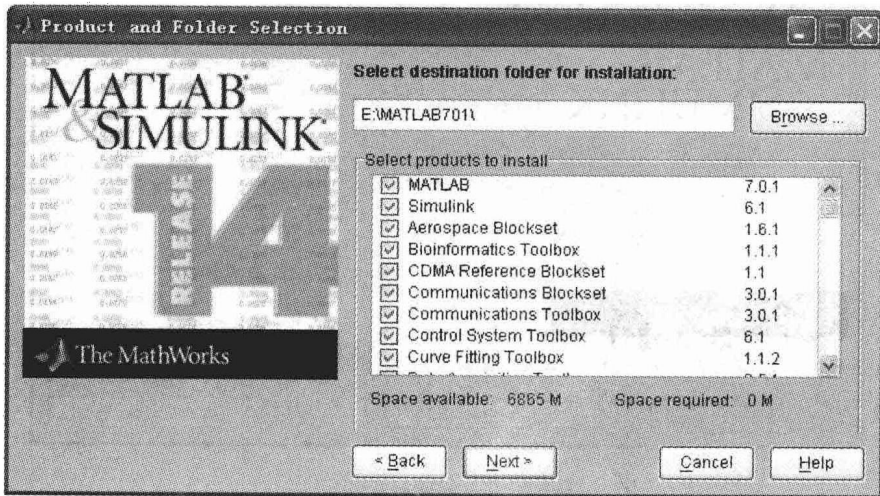 Product and Folder Selection
MATLAB®
& SIMULINK®
RELEASE 14
The MathWorks
Select destination folder for installation:
E:\MATLAB701\
Browse ...
Select products to install
MATLAB 7.0.1
Simulink 6.1
Aerospace Blockset 1.6.1
Bioinformatics Toolbox 1.1.1
CDMA Reference Blockset 1.1
Communications Blockset 3.0.1
Communications Toolbox 3.0.1
Control System Toolbox 6.1
Curve Fitting Toolbox 1.1.2
Space available: 6865 M Space required: 0 M
< Back
Next >
Cancel
Help